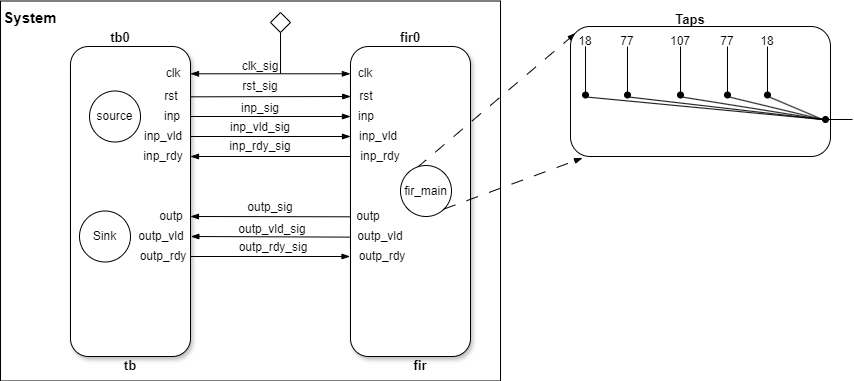 System
Taps
tb0
fir0
18 77 107 77 18
clk clk_sig clk
rst rst_sig rst
source inp inp_sig inp
inp_vld inp_vld_sig inp_vld
inp_rdy inp_rdy_sig inp_rdy
fir_main
outp outp_sig outp
Sink outp_vld outp_vld_sig outp_vld
outp_rdy outp_rdy_sig outp_rdy
tb
fir